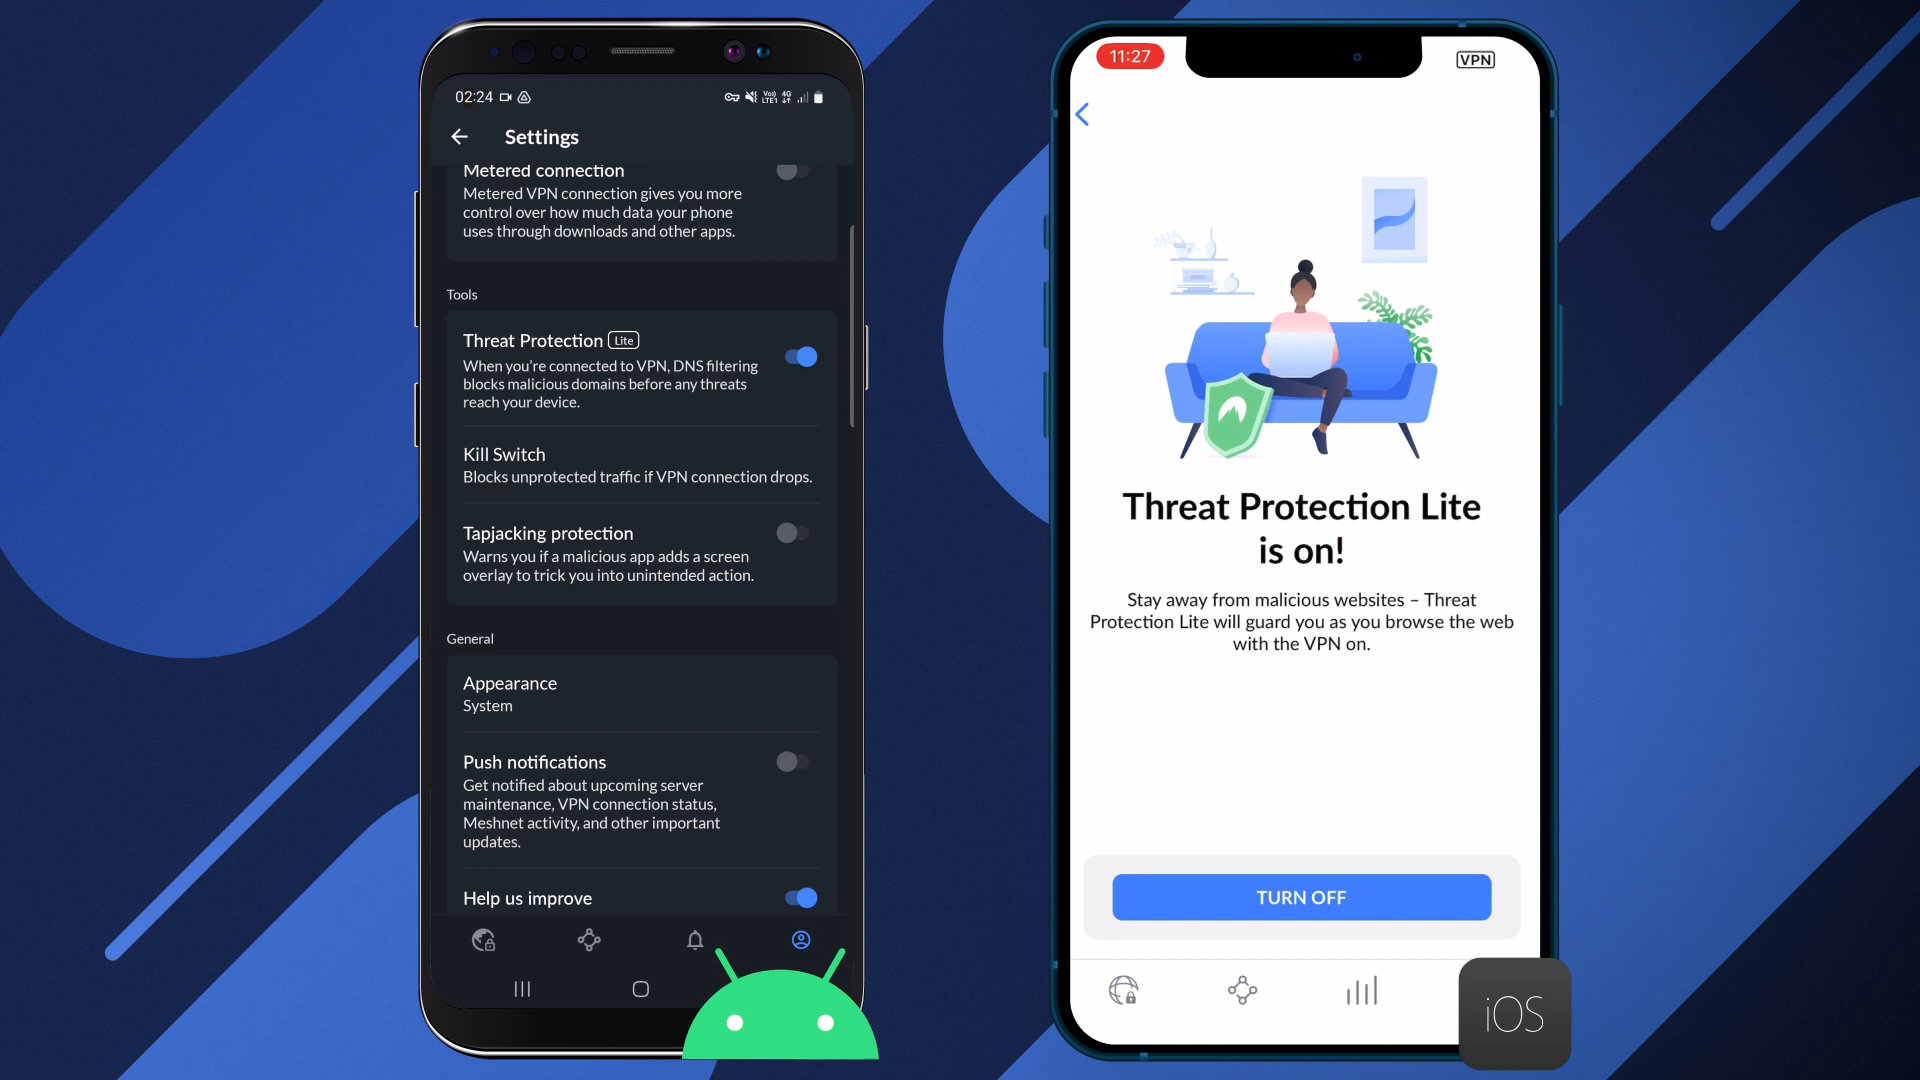 02:24
Vo))
LTE1
4G
Settings
Metered connection
Metered VPN connection gives you more
control over how much data your phone
uses through downloads and other apps.
Tools
Threat Protection Lite
When you're connected to VPN, DNS filtering
blocks malicious domains before any threats
reach your device.
Kill Switch
Blocks unprotected traffic if VPN connection drops.
Tapjacking protection
Warns you if a malicious app adds a screen
overlay to trick you into unintended action.
General
Appearance
System
Push notifications
Get notified about upcoming server
maintenance, VPN connection status,
Meshnet activity, and other important
updates.
Help us improve
11:27
VPN
Threat Protection Lite
is on!
Stay away from malicious websites – Threat
Protection Lite will guard you as you browse the web
with the VPN on.
TURN OFF
iOS